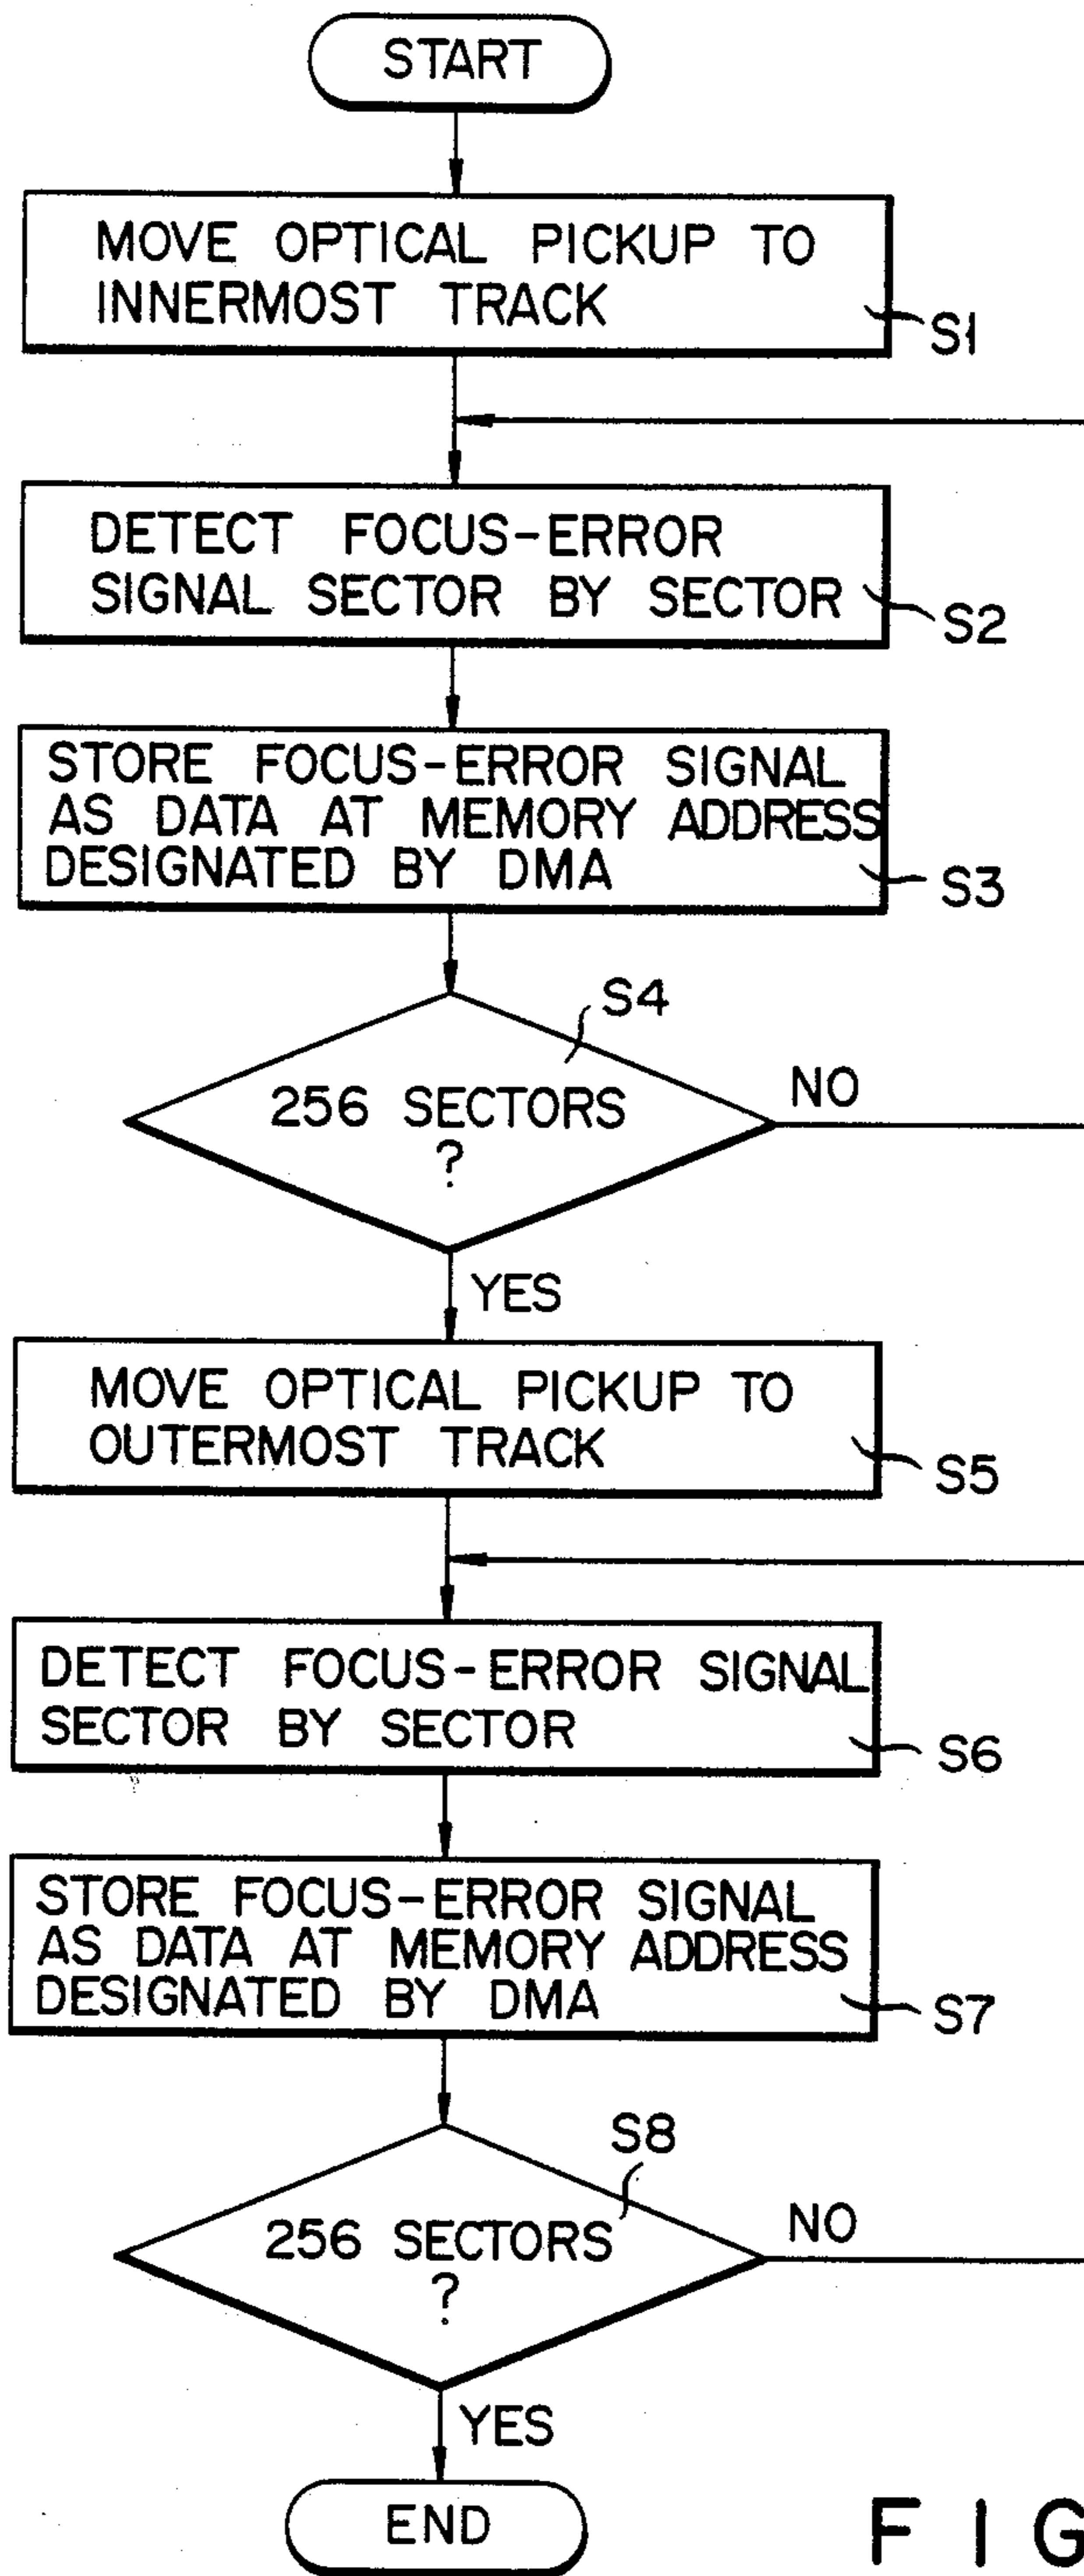 START
MOVE OPTICAL PICKUP TO
INNERMOST TRACK
S1
DETECT FOCUS-ERROR
SIGNAL SECTOR BY SECTOR
S2
STORE FOCUS-ERROR SIGNAL
AS DATA AT MEMORY ADDRESS
DESIGNATED BY DMA
S3
S4
256 SECTORS
?
NO
YES
MOVE OPTICAL PICKUP TO
OUTERMOST TRACK
S5
DETECT FOCUS-ERROR SIGNAL
SECTOR BY SECTOR
S6
STORE FOCUS-ERROR SIGNAL
AS DATA AT MEMORY ADDRESS
DESIGNATED BY DMA
S7
S8
256 SECTORS
?
NO
YES
END
FIG